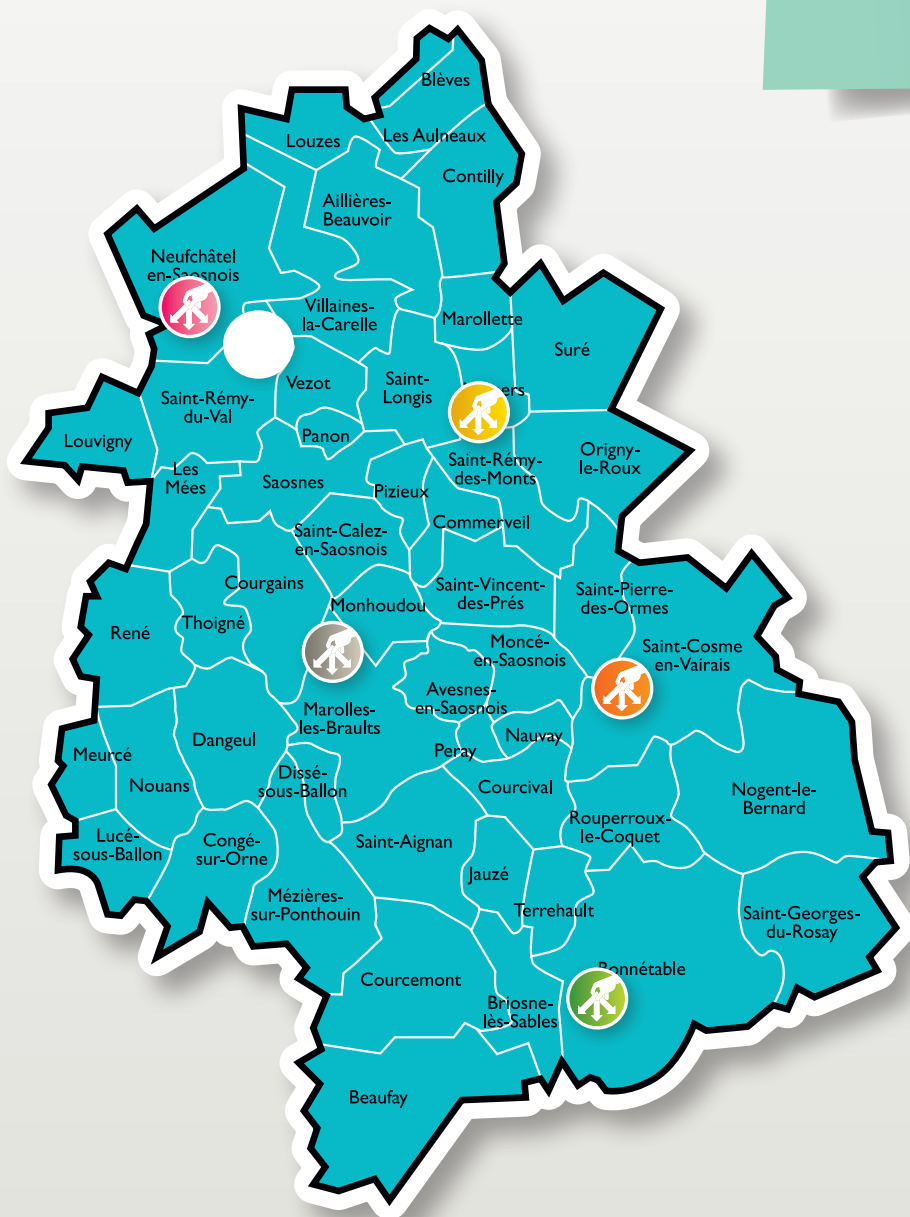 Blèves
Les Aulneaux
Louzes
Contilly
Aillières-
Beauvoir
Neufchâtel
en-Saosnois
Villaines-
la-Carelle
Marollette
Suré
Saint-
Longis
Vezot
Saint-Rémy-
du-Val
Louvigny
Panon
Saint-Rémy-
des-Monts
Origny-
le-Roux
Les
Mées
Saosnes
Pizieux
Commerveil
Saint-Calez-
en-Saosnois
Courgains
Monhoudou
Saint-Vincent-
des-Prés
Saint-Pierre-
des-Ormes
René
Thoigné
Moncé-
en-Saosnois
Saint-Cosme
en-Vairais
Avesnes-
en-Saosnois
Marolles-
les-Braults
Dangeul
Nauvay
Peray
Meurcé
Nouans
Dissé-
sous-Ballon
Courcival
Nogent-le-
Bernard
Rouperroux-
le-Coquet
Lucé-
sous-Ballon
Congé-
sur-Orne
Saint-Aignan
Jauzé
Mézières-
sur-Ponthouin
Terrehault
Saint-Georges-
du-Rosay
Courcemont
Bonnétable
Briosne-
lès-Sables
Beaufay